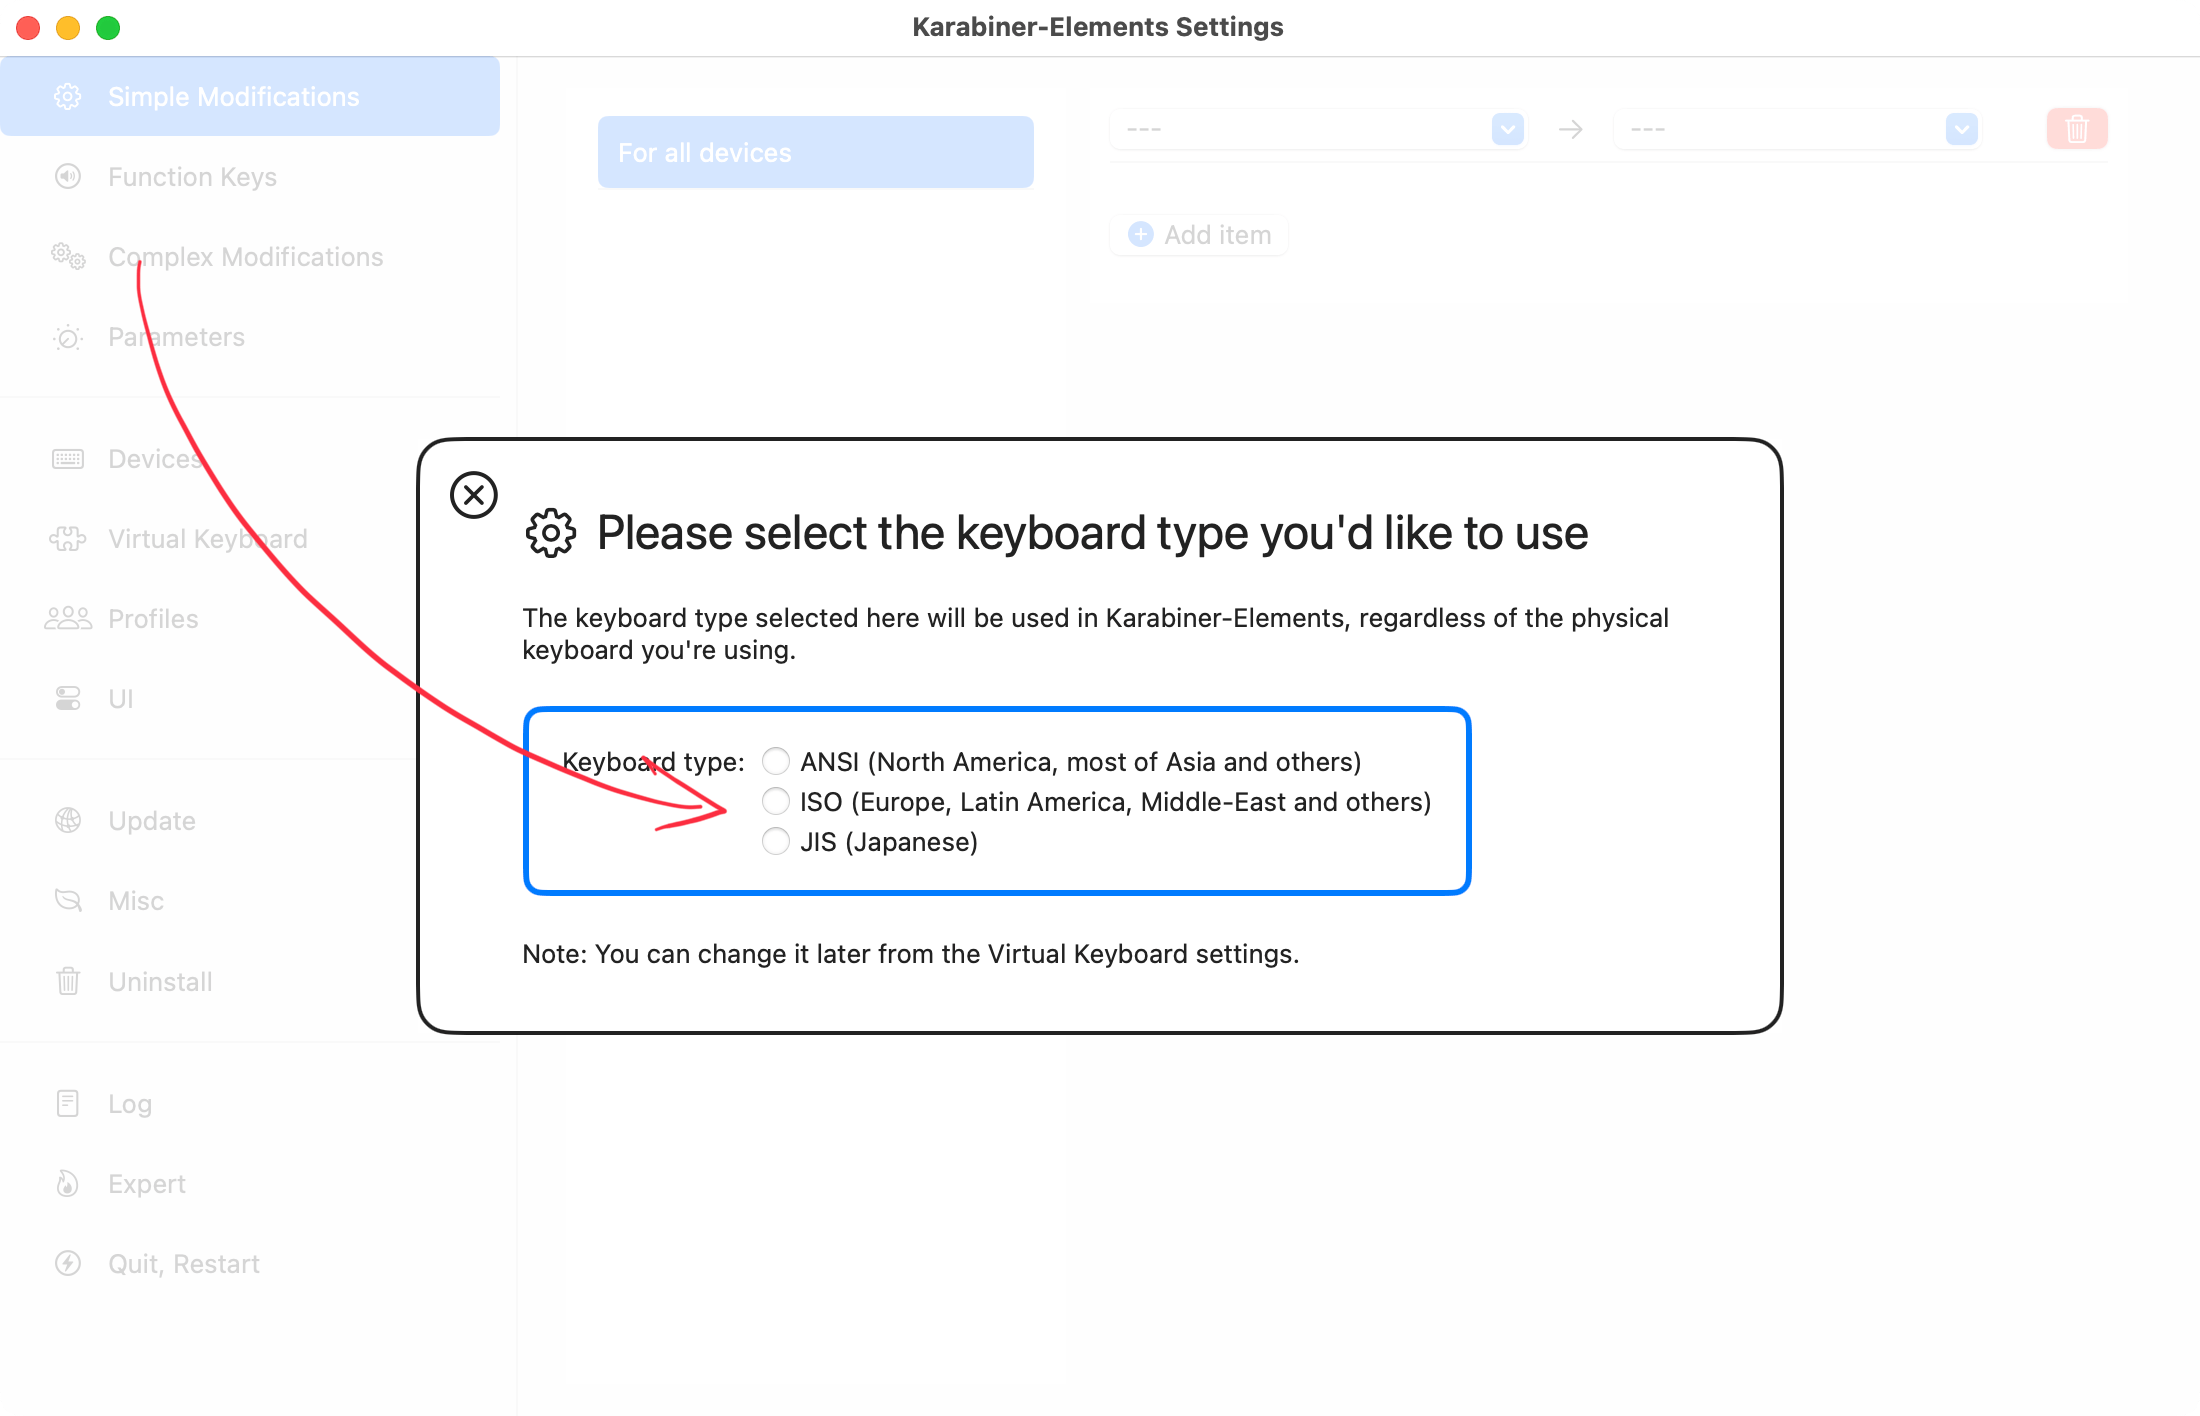 Karabiner-Elements Settings
Simple Modifications
Function Keys
Complex Modifications
Parameters
Devices
Virtual Keyboard
Profiles
UI
Update
Misc
Uninstall
Log
Expert
Quit, Restart
For all devices
---
---
Add item
Please select the keyboard type you'd like to use
The keyboard type selected here will be used in Karabiner-Elements, regardless of the physical
keyboard you're using.
Keyboard type: ANSI (North America, most of Asia and others)
ISO (Europe, Latin America, Middle-East and others)
JIS (Japanese)
Note: You can change it later from the Virtual Keyboard settings.